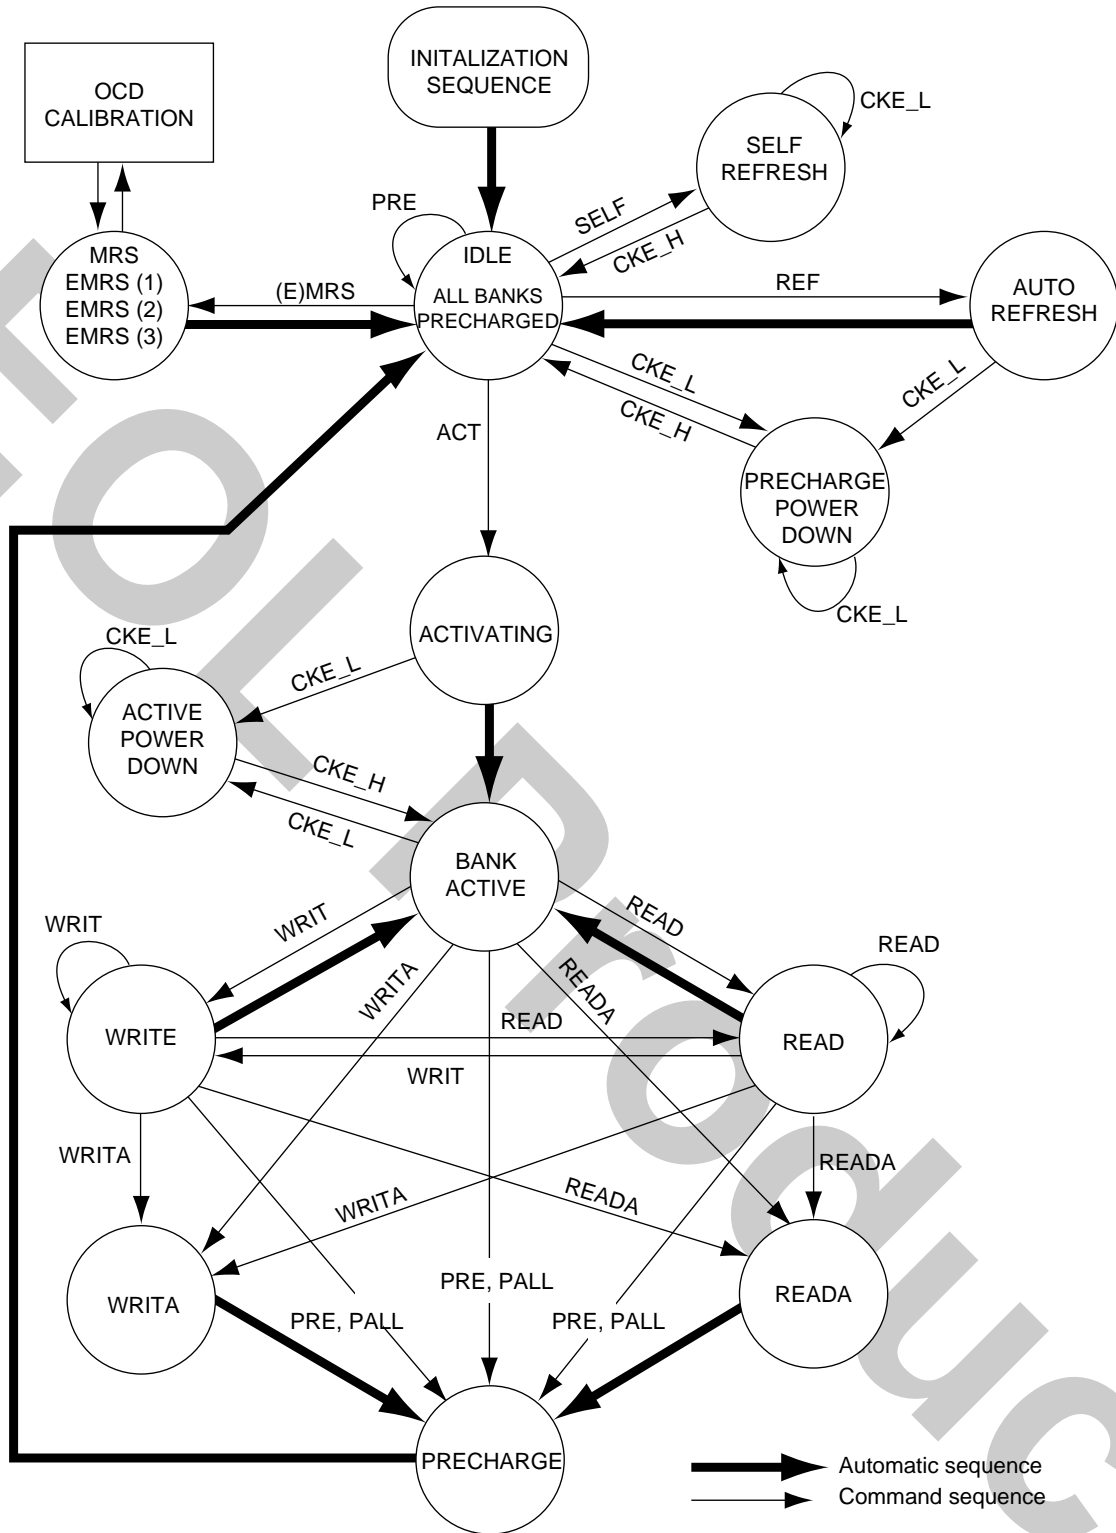 INITALIZATION
SEQUENCE
OCD
CALIBRATION
CKE_L
SELF
REFRESH
PRE
SELF
CKE_H
MRS
EMRS (1)
EMRS (2)
EMRS (3)
(E)MRS
IDLE
ALL BANKS
PRECHARGED
REF
AUTO
REFRESH
CKE_L
CKE_H
CKE_L
ACT
PRECHARGE
POWER
DOWN
CKE_L
ACTIVATING
CKE_L
CKE_L
ACTIVE
POWER
DOWN
CKE_H
CKE_L
BANK
ACTIVE
WRIT
WRIT
READ
READ
WRITA
READA
WRITE
READ
WRIT
READ
WRITA
WRITA
READA
READA
WRITA
PRE, PALL
PRE, PALL
PRE, PALL
READA
PRECHARGE
Automatic sequence
Command sequence
EOL Produc